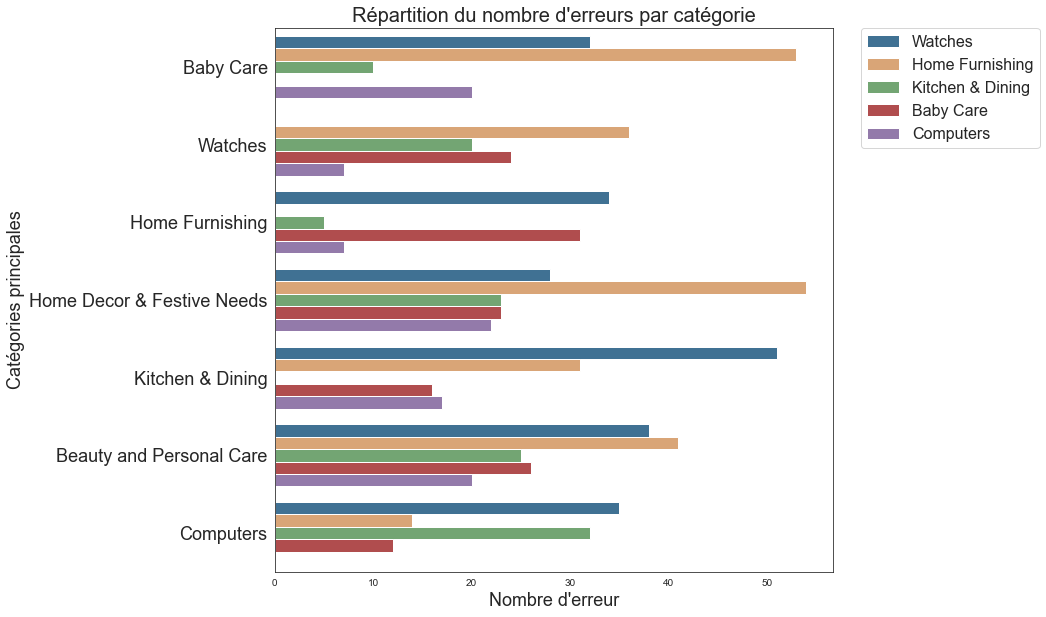 Répartition du nombre d'erreurs par catégorie
Watches
Home Furnishing
Kitchen & Dining
Baby Care
Computers
Catégories principales
Baby Care
Watches
Home Furnishing
Home Decor & Festive Needs
Kitchen & Dining
Beauty and Personal Care
Computers
0 10 20 30 40 50
Nombre d'erreur